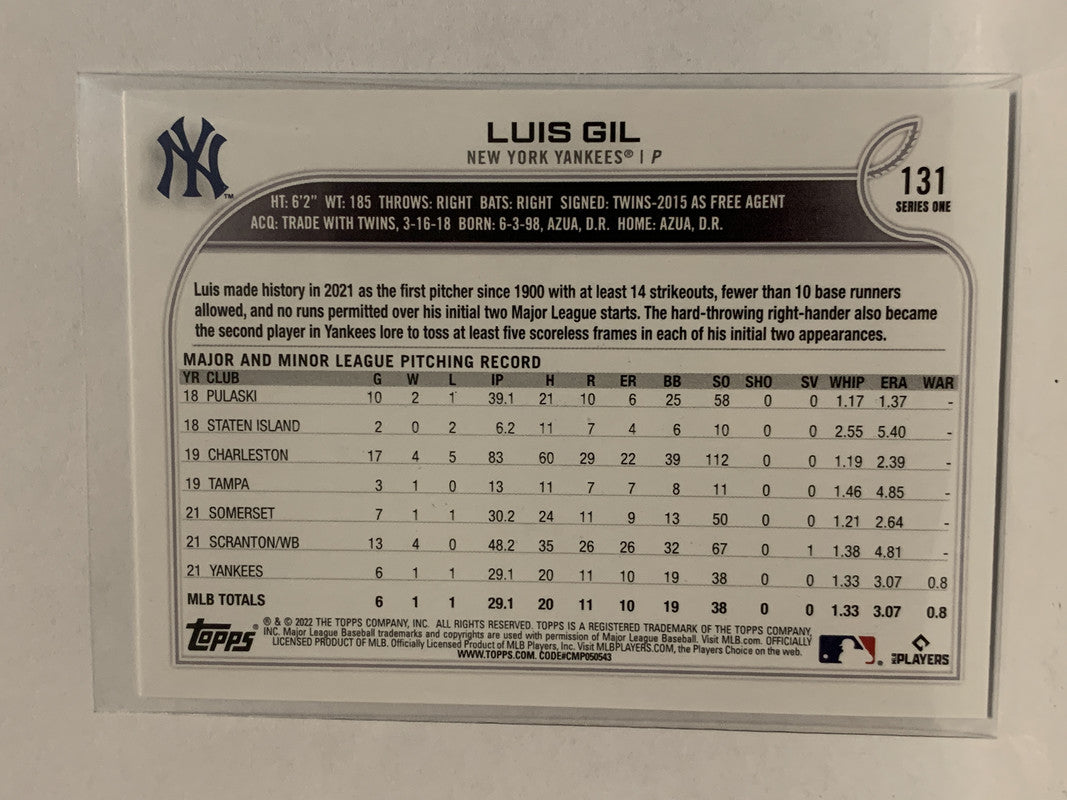 NY
TM
LUIS GIL
NEW YORK YANKEES® | P
131
SERIES ONE
HT: 6'2" WT: 185 THROWS: RIGHT BATS: RIGHT SIGNED: TWINS-2015 AS FREE AGENT
ACQ: TRADE WITH TWINS, 3-16-18 BORN: 6-3-98, AZUA, D.R. HOME: AZUA, D.R.
Luis made history in 2021 as the first pitcher since 1900 with at least 14 strikeouts, fewer than 10 base runners
allowed, and no runs permitted over his initial two Major League starts. The hard-throwing right-hander also became
the second player in Yankees lore to toss at least five scoreless frames in each of his initial two appearances.
MAJOR AND MINOR LEAGUE PITCHING RECORD
YR CLUB G W L IP H R ER BB SO SHO SV WHIP ERA WAR
18 PULASKI 10 2 1 39.1 21 10 6 25 58 0 0 1.17 1.37 -
18 STATEN ISLAND 2 0 2 6.2 11 7 4 6 10 0 0 2.55 5.40 -
19 CHARLESTON 17 4 5 83 60 29 22 39 112 0 0 1.19 2.39 -
19 TAMPA 3 1 0 13 11 7 7 8 11 0 0 1.46 4.85 -
21 SOMERSET 7 1 1 30.2 24 11 9 13 50 0 0 1.21 2.64 -
21 SCRANTON/WB 13 4 0 48.2 35 26 26 32 67 0 1 1.38 4.81 -
21 YANKEES 6 1 1 29.1 20 11 10 19 38 0 0 1.33 3.07 0.8
MLB TOTALS 6 1 1 29.1 20 11 10 19 38 0 0 1.33 3.07 0.8
topps®
® & © 2022 THE TOPPS COMPANY, INC. ALL RIGHTS RESERVED. TOPPS IS A REGISTERED TRADEMARK OF THE TOPPS COMPANY,
INC. Major League Baseball trademarks and copyrights are used with permission of Major League Baseball. Visit MLB.com. OFFICIALLY
LICENSED PRODUCT OF MLB. Officially Licensed Product of MLB Players, Inc. Visit MLBPLAYERS.COM, the Players Choice on the web.
WWW.TOPPS.COM. CODE#CMP050543
PLAYERS